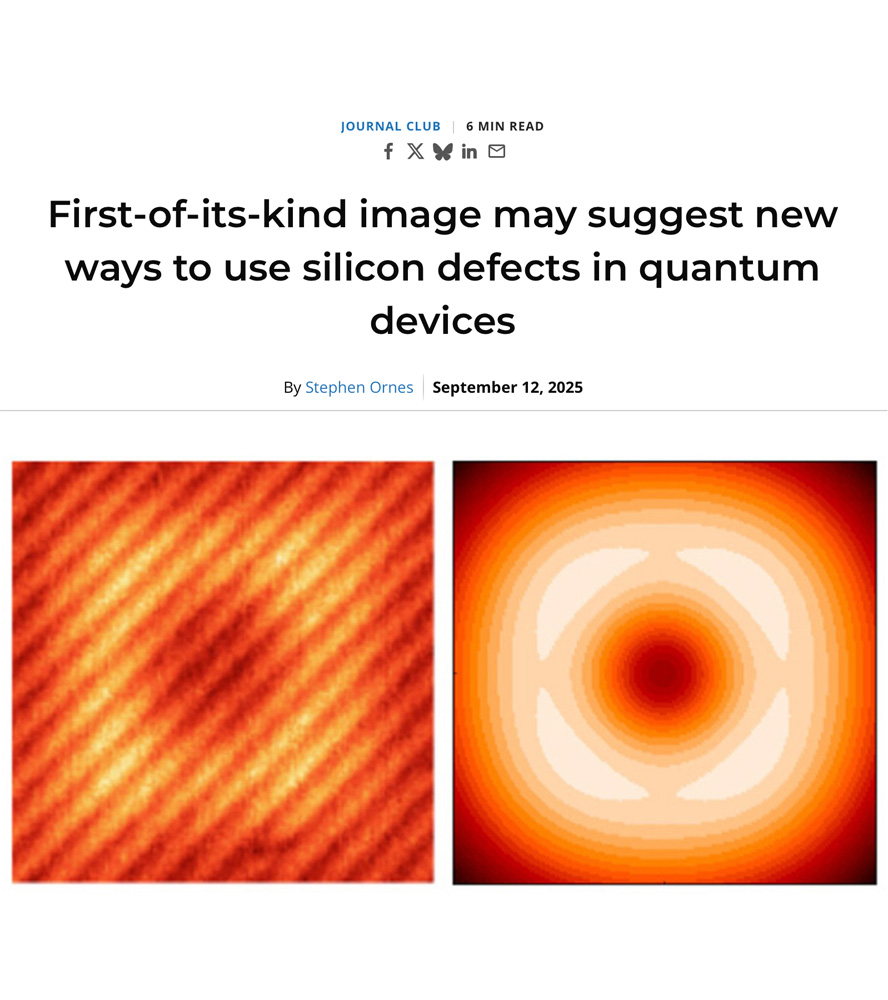 JOURNAL CLUB | 6 MIN READ
First-of-its-kind image may suggest new
ways to use silicon defects in quantum
devices
By Stephen Ornes | September 12, 2025